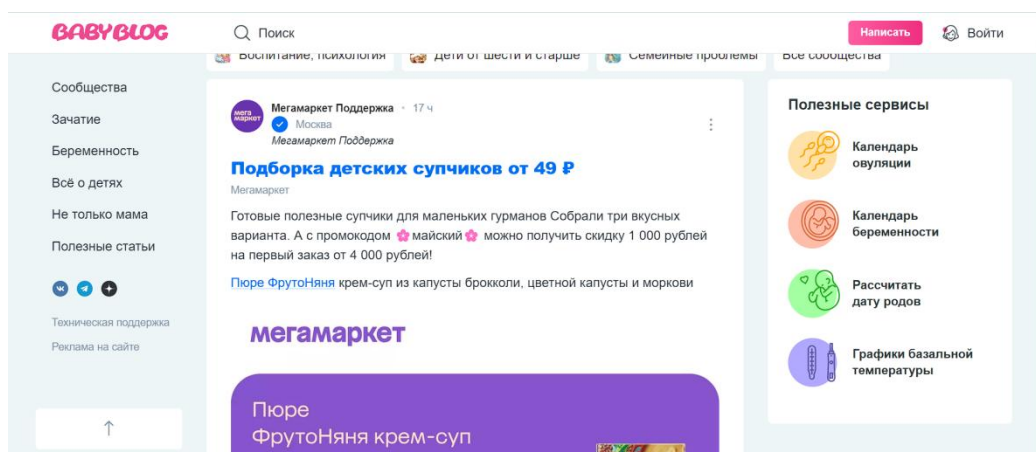 BABYBLOG
Поиск
Написать
Войти
Воспитание, психология
Дети от шести и старше
Семейные проблемы
Все сообщества
Сообщества
Зачатие
Беременность
Всё о детях
Не только мама
Полезные статьи
Техническая поддержка
Реклама на сайте
мега
маркет
Мегамаркет Поддержка · 17 ч
Москва
Мегамаркет Поддержка
Подборка детских супчиков от 49 ₽
Мегамаркет
Готовые полезные супчики для маленьких гурманов Собрали три вкусных
варианта. А с промокодом 🌸майский🌸 можно получить скидку 1 000 рублей
на первый заказ от 4 000 рублей!
Пюре ФрутоНяня крем-суп из капусты брокколи, цветной капусты и моркови
мегамаркет
Пюре
ФрутоНяня крем-суп
Полезные сервисы
Календарь
овуляции
Календарь
беременности
Рассчитать
дату родов
Графики базальной
температуры